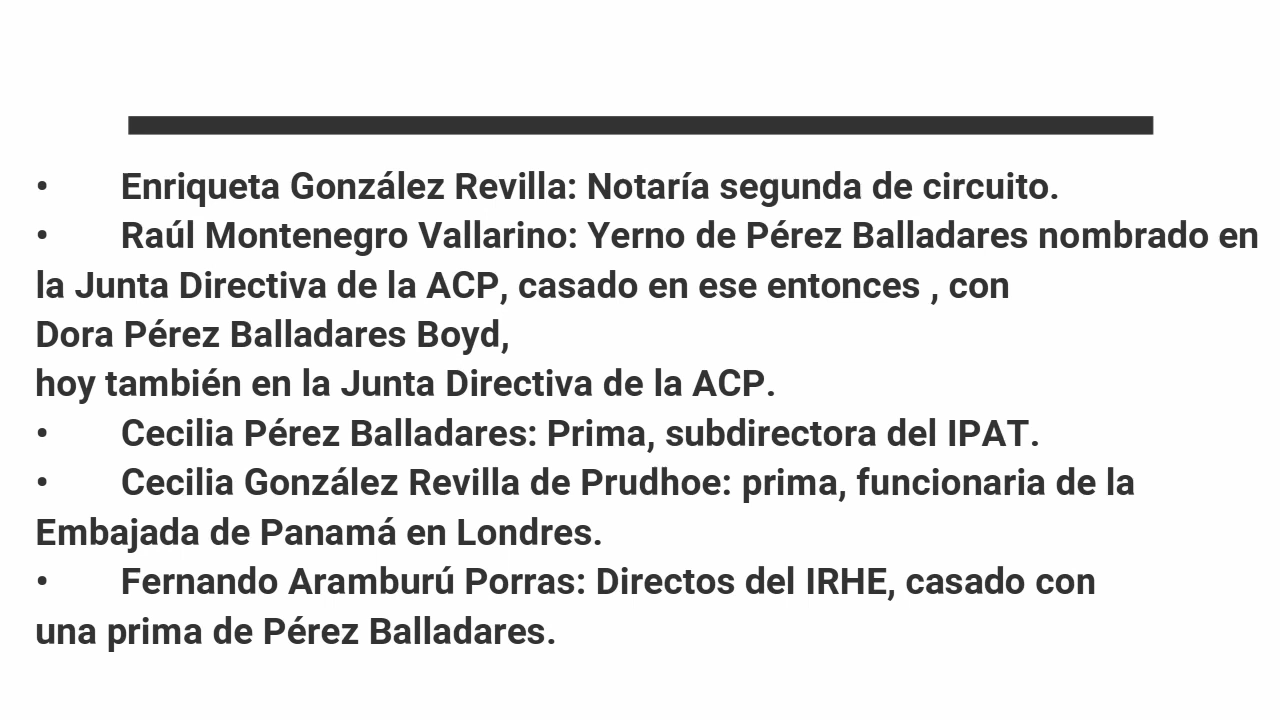 • Enriqueta González Revilla: Notaría segunda de circuito.
• Raúl Montenegro Vallarino: Yerno de Pérez Balladares nombrado en
la Junta Directiva de la ACP, casado en ese entonces , con
Dora Pérez Balladares Boyd,
hoy también en la Junta Directiva de la ACP.
• Cecilia Pérez Balladares: Prima, subdirectora del IPAT.
• Cecilia González Revilla de Prudhoe: prima, funcionaria de la
Embajada de Panamá en Londres.
• Fernando Aramburú Porras: Directos del IRHE, casado con
una prima de Pérez Balladares.